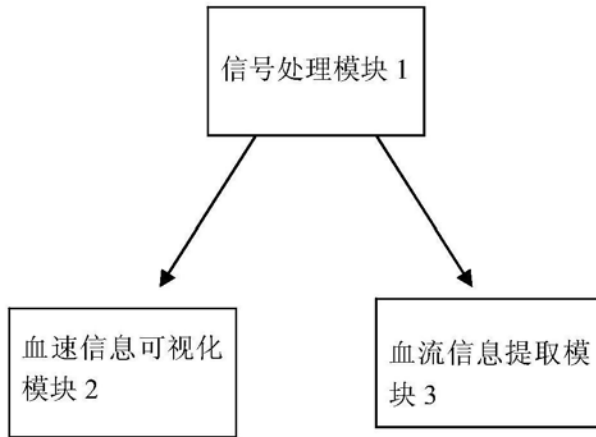 信号处理模块 1
血速信息可视化
模块 2
血流信息提取模
块 3